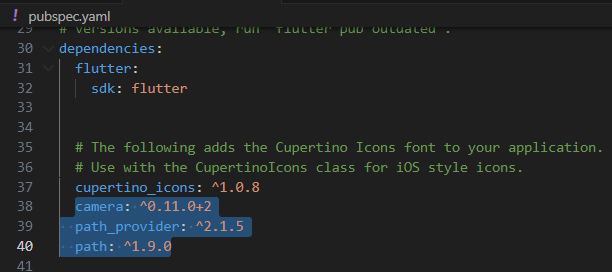 ! pubspec.yaml
29 # versions available, run `flutter pub outdated`.
30 dependencies:
31 flutter:
32 sdk: flutter
33
34
35 # The following adds the Cupertino Icons font to your application.
36 # Use with the CupertinoIcons class for iOS style icons.
37 cupertino_icons: ^1.0.8
38 camera: ^0.11.0+2
39 path_provider: ^2.1.5
40 path: ^1.9.0
41